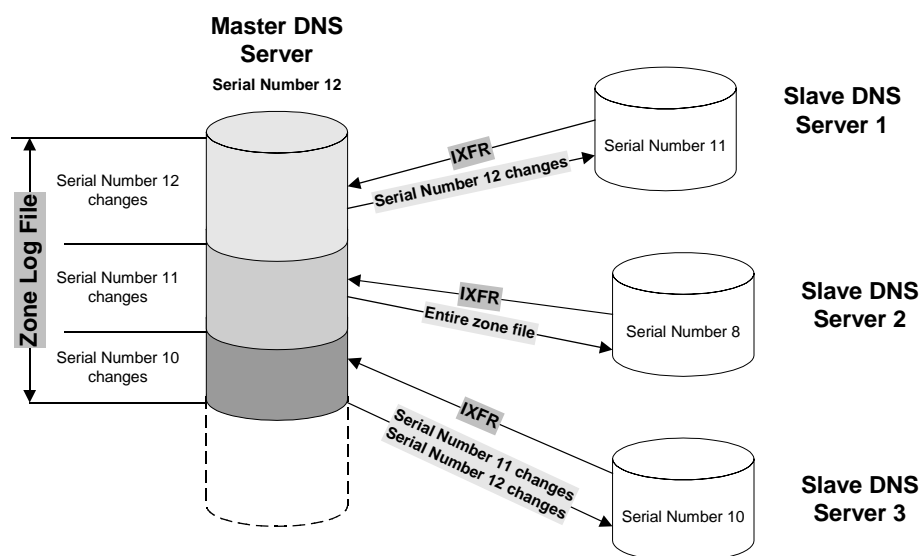 Master DNS
Server
Serial Number 12
Zone Log File
Serial Number 12
changes
Serial Number 11
changes
Serial Number 10
changes
IXFR
Serial Number 12 changes
Serial Number 11
Slave DNS
Server 1
IXFR
Entire zone file
Serial Number 8
Slave DNS
Server 2
IXFR
Serial Number 11 changes
Serial Number 12 changes
Serial Number 10
Slave DNS
Server 3